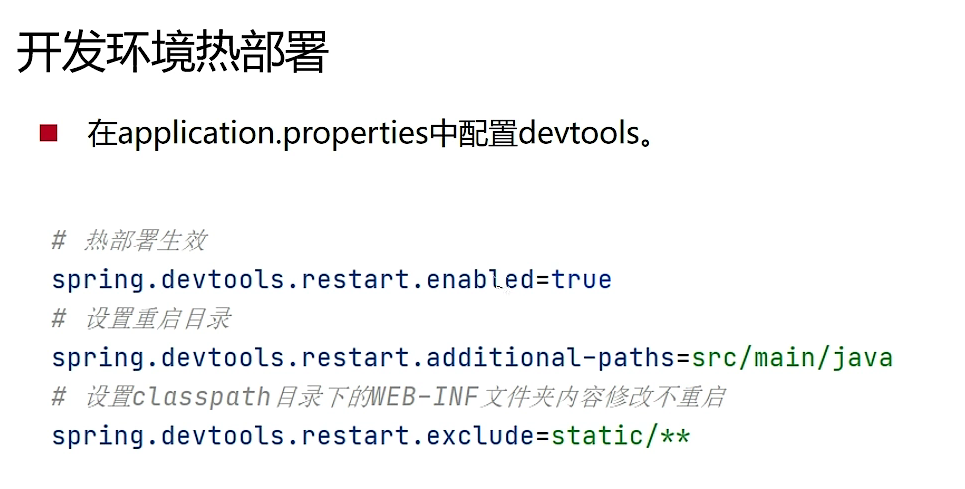 开发环境热部署
在application.properties中配置devtools。
# 热部署生效
spring.devtools.restart.enabled=true
# 设置重启目录
spring.devtools.restart.additional-paths=src/main/java
# 设置classpath目录下的WEB-INF文件夹内容修改不重启
spring.devtools.restart.exclude=static/**